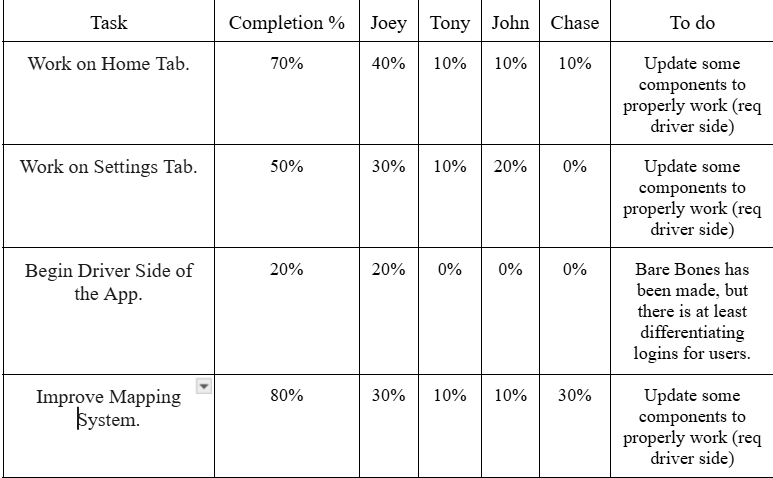 Task Completion % Joey Tony John Chase To do
Work on Home Tab. 70% 40% 10% 10% 10% Update some
components to
properly work (req
driver side)
Work on Settings Tab. 50% 30% 10% 20% 0% Update some
components to
properly work (req
driver side)
Begin Driver Side of 20% 20% 0% 0% 0% Bare Bones has
the App. been made, but
there is at least
differentiating
logins for users.
Improve Mapping 80% 30% 10% 10% 30% Update some
System. components to
properly work (req
driver side)